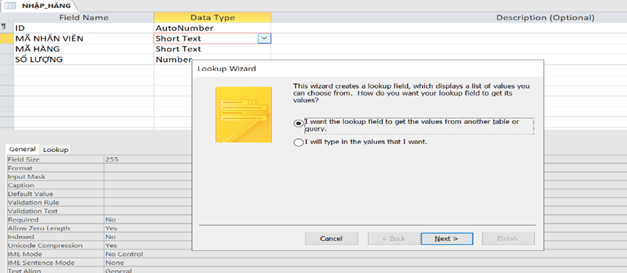 NHẬP_HÀNG
Field Name Data Type Description (Optional)
ID AutoNumber
MÃ NHÂN VIÊN Short Text
MÃ HÀNG Short Text
SỐ LƯỢNG Number
Lookup Wizard
This wizard creates a lookup field, which displays a list of values you
can choose from. How do you want your lookup field to get its
values?
I want the lookup field to get the values from another table or
query.
I will type in the values that I want.
Cancel < Back Next > Finish
General Lookup
Field Size 255
Format
Input Mask
Caption
Default Value
Validation Rule
Validation Text
Required No
Allow Zero Length Yes
Indexed No
Unicode Compression Yes
IME Mode No Control
IME Sentence Mode None
Text Align General